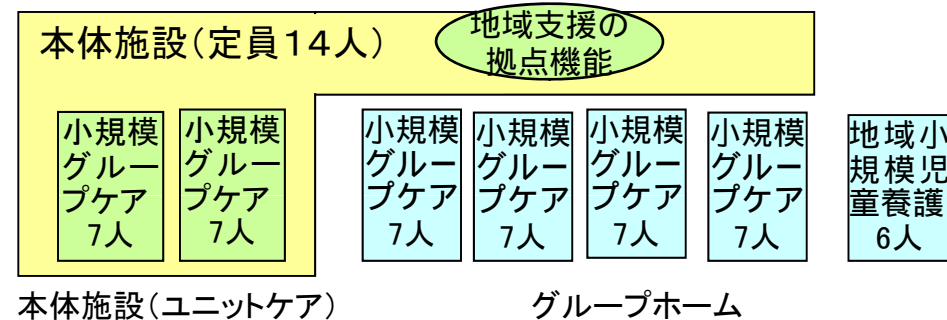 本体施設（定員１４人）
地域支援の
拠点機能
小規模
グルー
プケア
7人
小規模
グルー
プケア
7人
小規模
グルー
プケア
7人
小規模
グルー
プケア
7人
小規模
グルー
プケア
7人
小規模
グルー
プケア
7人
地域小
規模児
童養護
6人
本体施設（ユニットケア）
グループホーム